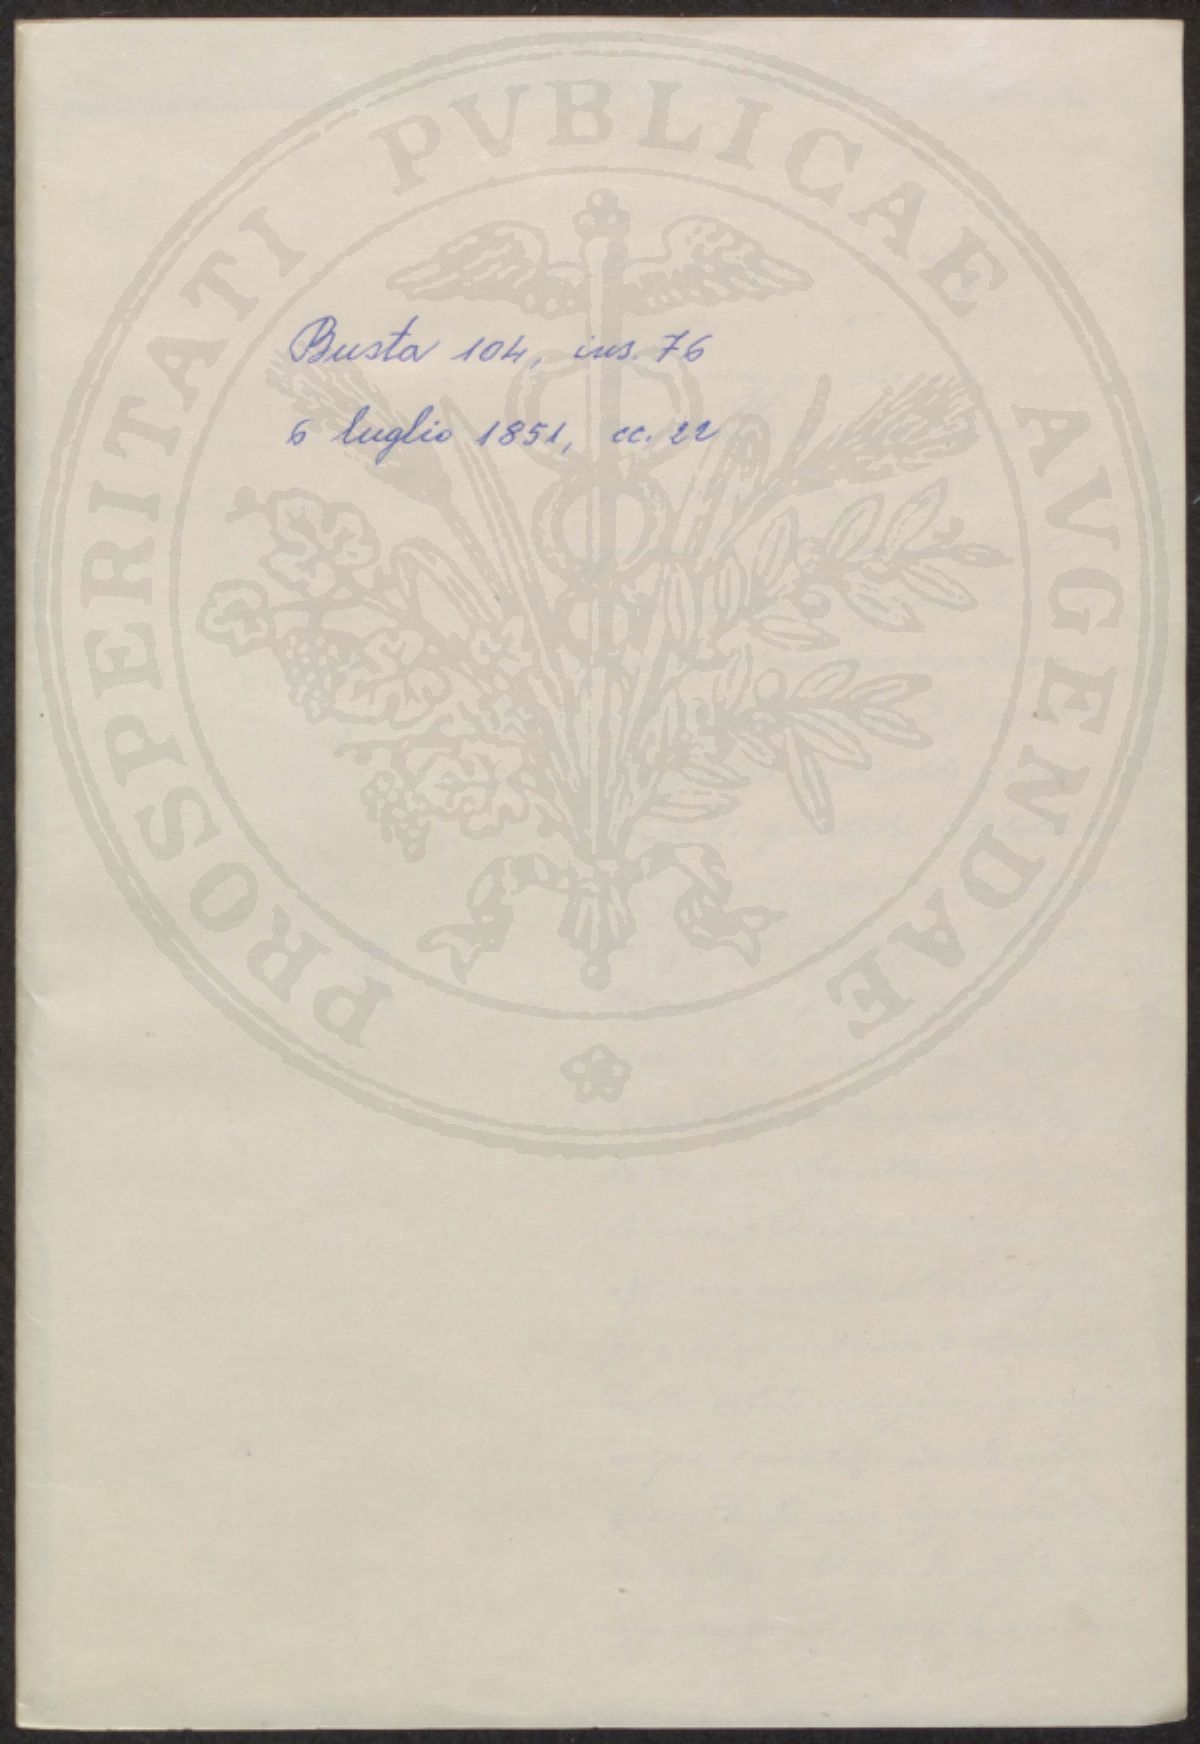 PROSPERITATI PVBLICAE AVGENDAE
Busta 104, ins. 76
6 luglio 1851, cc. 22